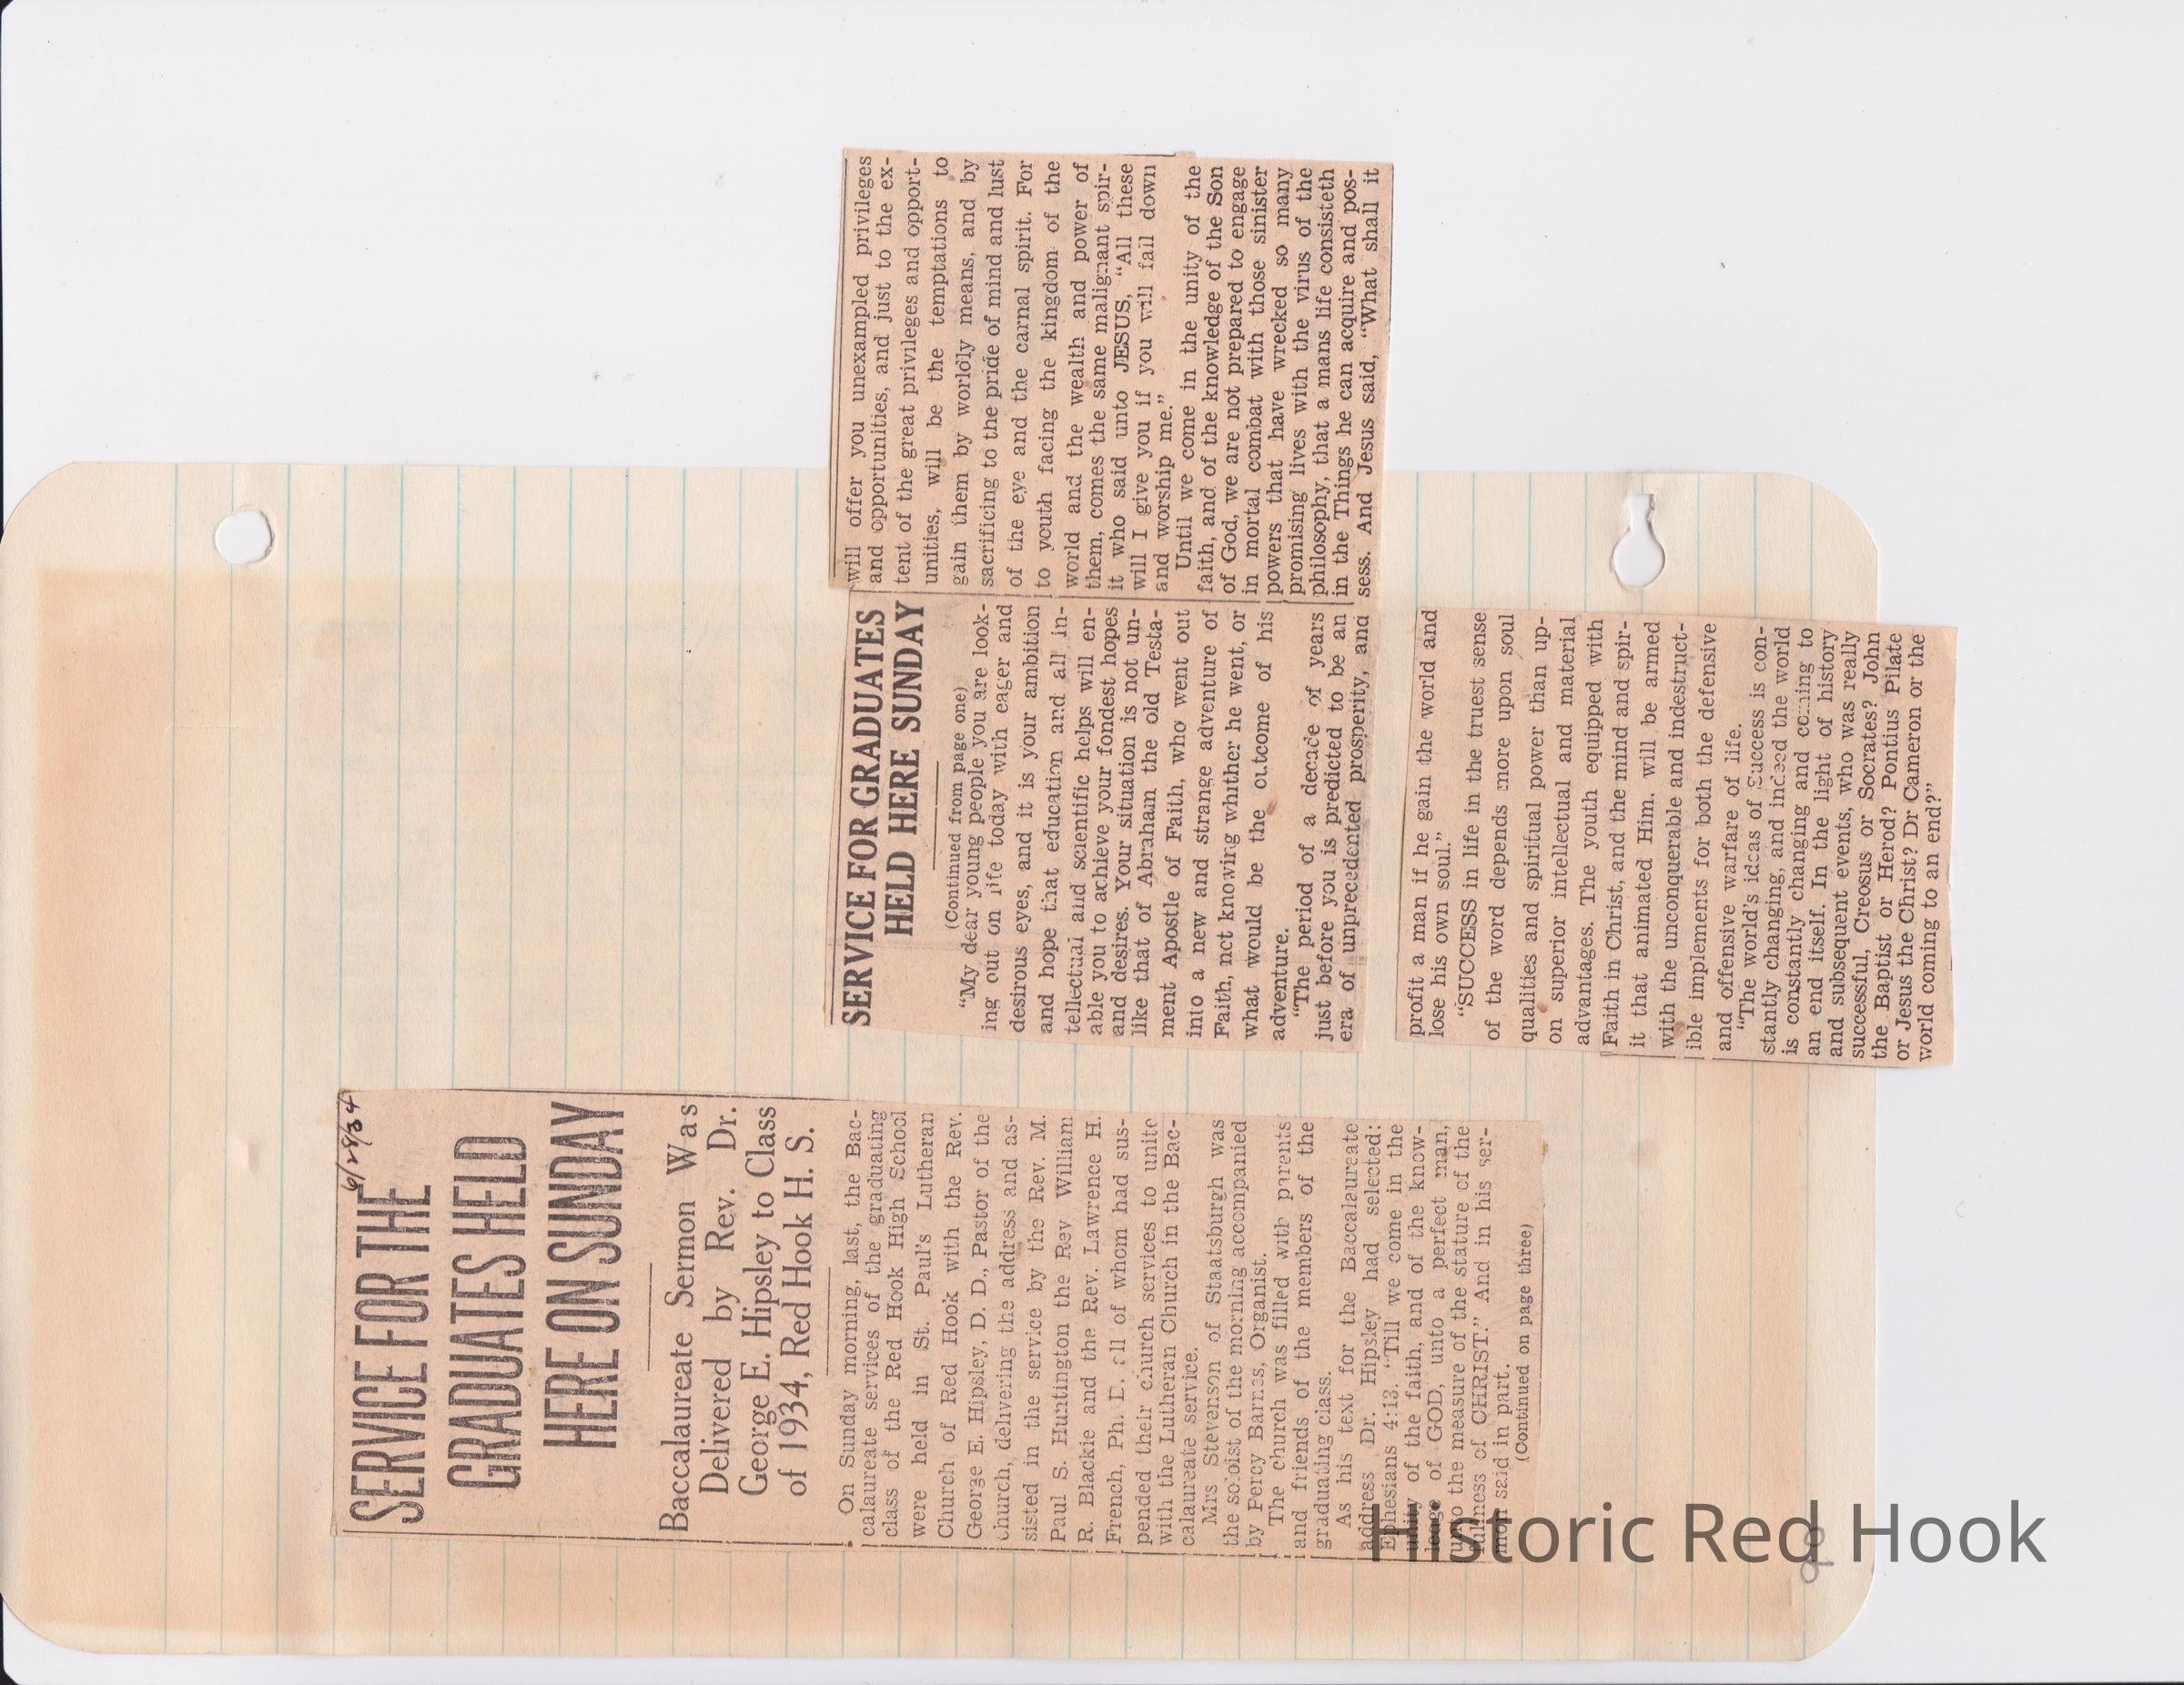 6/28/34
SERVICE FOR THE
GRADUATES HELD
HERE ON SUNDAY
Baccalaureate Sermon Was
Delivered by Rev. Dr.
George E. Hipsley to Class
of 1934, Red Hook H. S.
On Sunday morning, last, the Bac-
calaureate services of the graduating
class of the Red Hook High School
were held in St. Paul's Lutheran
Church of Red Hook with the Rev.
George E. Hipsley, D. D., Pastor of the
church, delivering the address and as-
sisted in the service by the Rev. M.
Paul S. Huntington the Rev William
R. Blackie and the Rev. Lawrence H.
French, Ph. D. all of whom had sus-
pended their church services to unite
with the Lutheran Church in the Bac-
calaureate service.
Mrs Stevenson of Staatsburgh was
the soloist of the morning accompanied
by Percy Barnes, Organist.
The church was filled with parents
and friends of the members of the
graduating class.
As his text for the Baccalaureate
address Dr. Hipsley had selected:
Ephesians 4:13. "Till we come in the
unity of the faith, and of the know-
ledge of GOD, unto a perfect man,
unto the measure of the stature of the
fullness of CHRIST." And in his ser-
mon said in part.
(Continued on page three)
SERVICE FOR GRADUATES
HELD HERE SUNDAY
(Continued from page one)
"My dear young people you are look-
ing out on life today with eager and
desirous eyes, and it is your ambition
and hope that education and all in-
tellectual and scientific helps will en-
able you to achieve your fondest hopes
and desires. Your situation is not un-
like that of Abraham the old Testa-
ment Apostle of Faith, who went out
into a new and strange adventure of
Faith, not knowing whither he went, or
what would be the outcome of his
adventure.
"The period of a decade of years
just before you is predicted to be an
era of unprecedented prosperity, and
will offer you unexampled privileges
and opportunities, and just to the ex-
tent of the great privileges and opport-
unities, will be the temptations to
gain them by worldly means, and by
sacrificing to the pride of mind and lust
of the eye and the carnal spirit. For
to youth facing the kingdom of the
world and the wealth and power of
them, comes the same malignant spir-
it who said unto JESUS, "All these
will I give you if you will fall down
and worship me."
Until we come in the unity of the
faith, and of the knowledge of the Son
of God, we are not prepared to engage
in mortal combat with those sinister
powers that have wrecked so many
promising lives with the virus of the
philosophy, that a mans life consisteth
in the Things he can acquire and pos-
sess. And Jesus said, "What shall it
profit a man if he gain the world and
lose his own soul."
"SUCCESS in life in the truest sense
of the word depends more upon soul
qualities and spiritual power than up-
on superior intellectual and material
advantages. The youth equipped with
Faith in Christ, and the mind and spir-
it that animated Him. will be armed
with the unconquerable and indestruct-
ible implements for both the defensive
and offensive warfare of life.
"The world's ideas of Success is con-
stantly changing, and indeed the world
is constantly changing and coming to
an end itself. In the light of history
and subsequent events, who was really
successful, Creosus or Socrates? John
the Baptist or Herod? Pontius Pilate
or Jesus the Christ? Dr Cameron or the
world coming to an end?"
Historic Red Hook